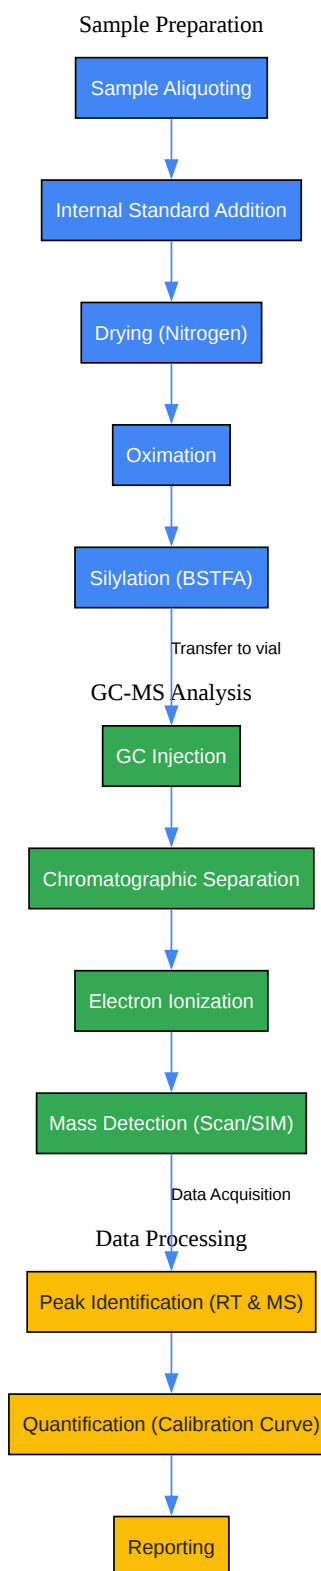 Sample Preparation
Sample Aliquoting
Internal Standard Addition
Drying (Nitrogen)
Oximation
Silylation (BSTFA)
Transfer to vial
GC-MS Analysis
GC Injection
Chromatographic Separation
Electron Ionization
Mass Detection (Scan/SIM)
Data Acquisition
Data Processing
Peak Identification (RT & MS)
Quantification (Calibration Curve)
Reporting